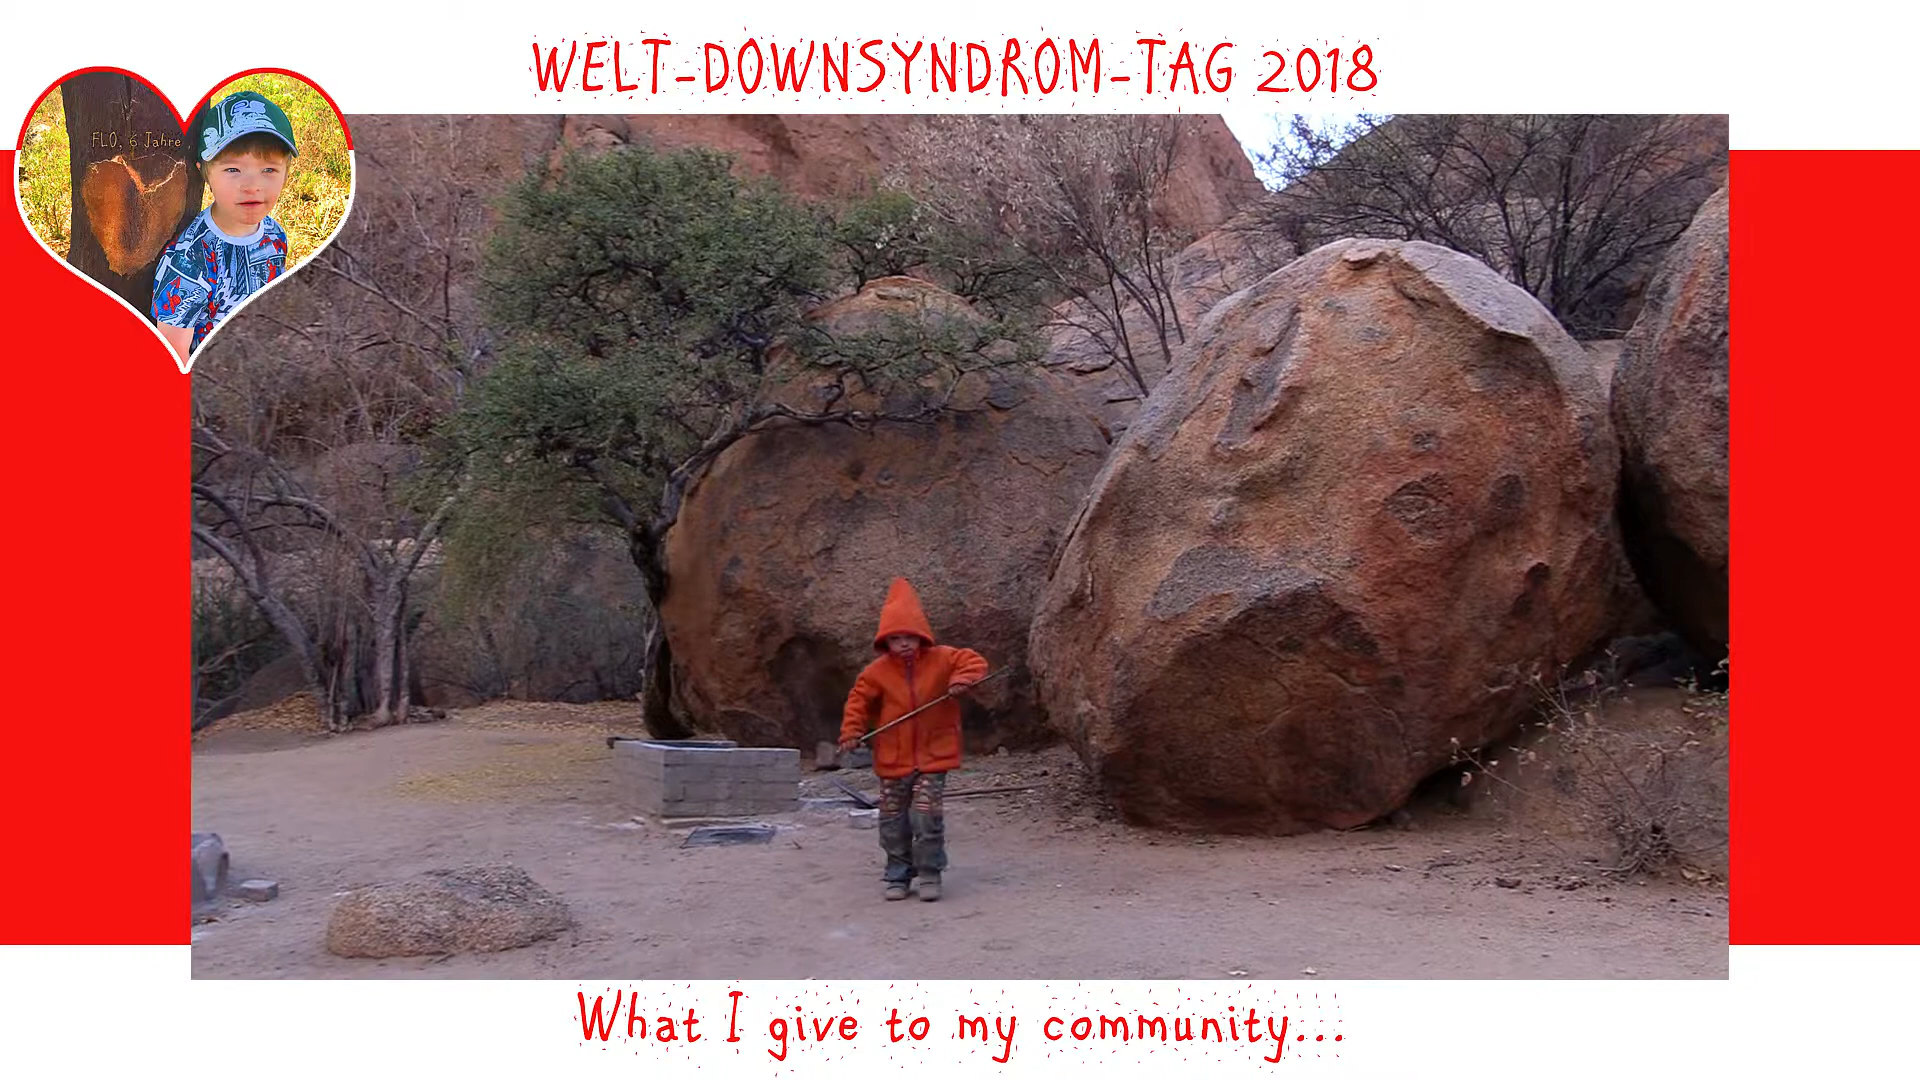 WELT-DOWNSYNDROM-TAG 2018
FLO, 6 Jahre
What I give to my community...